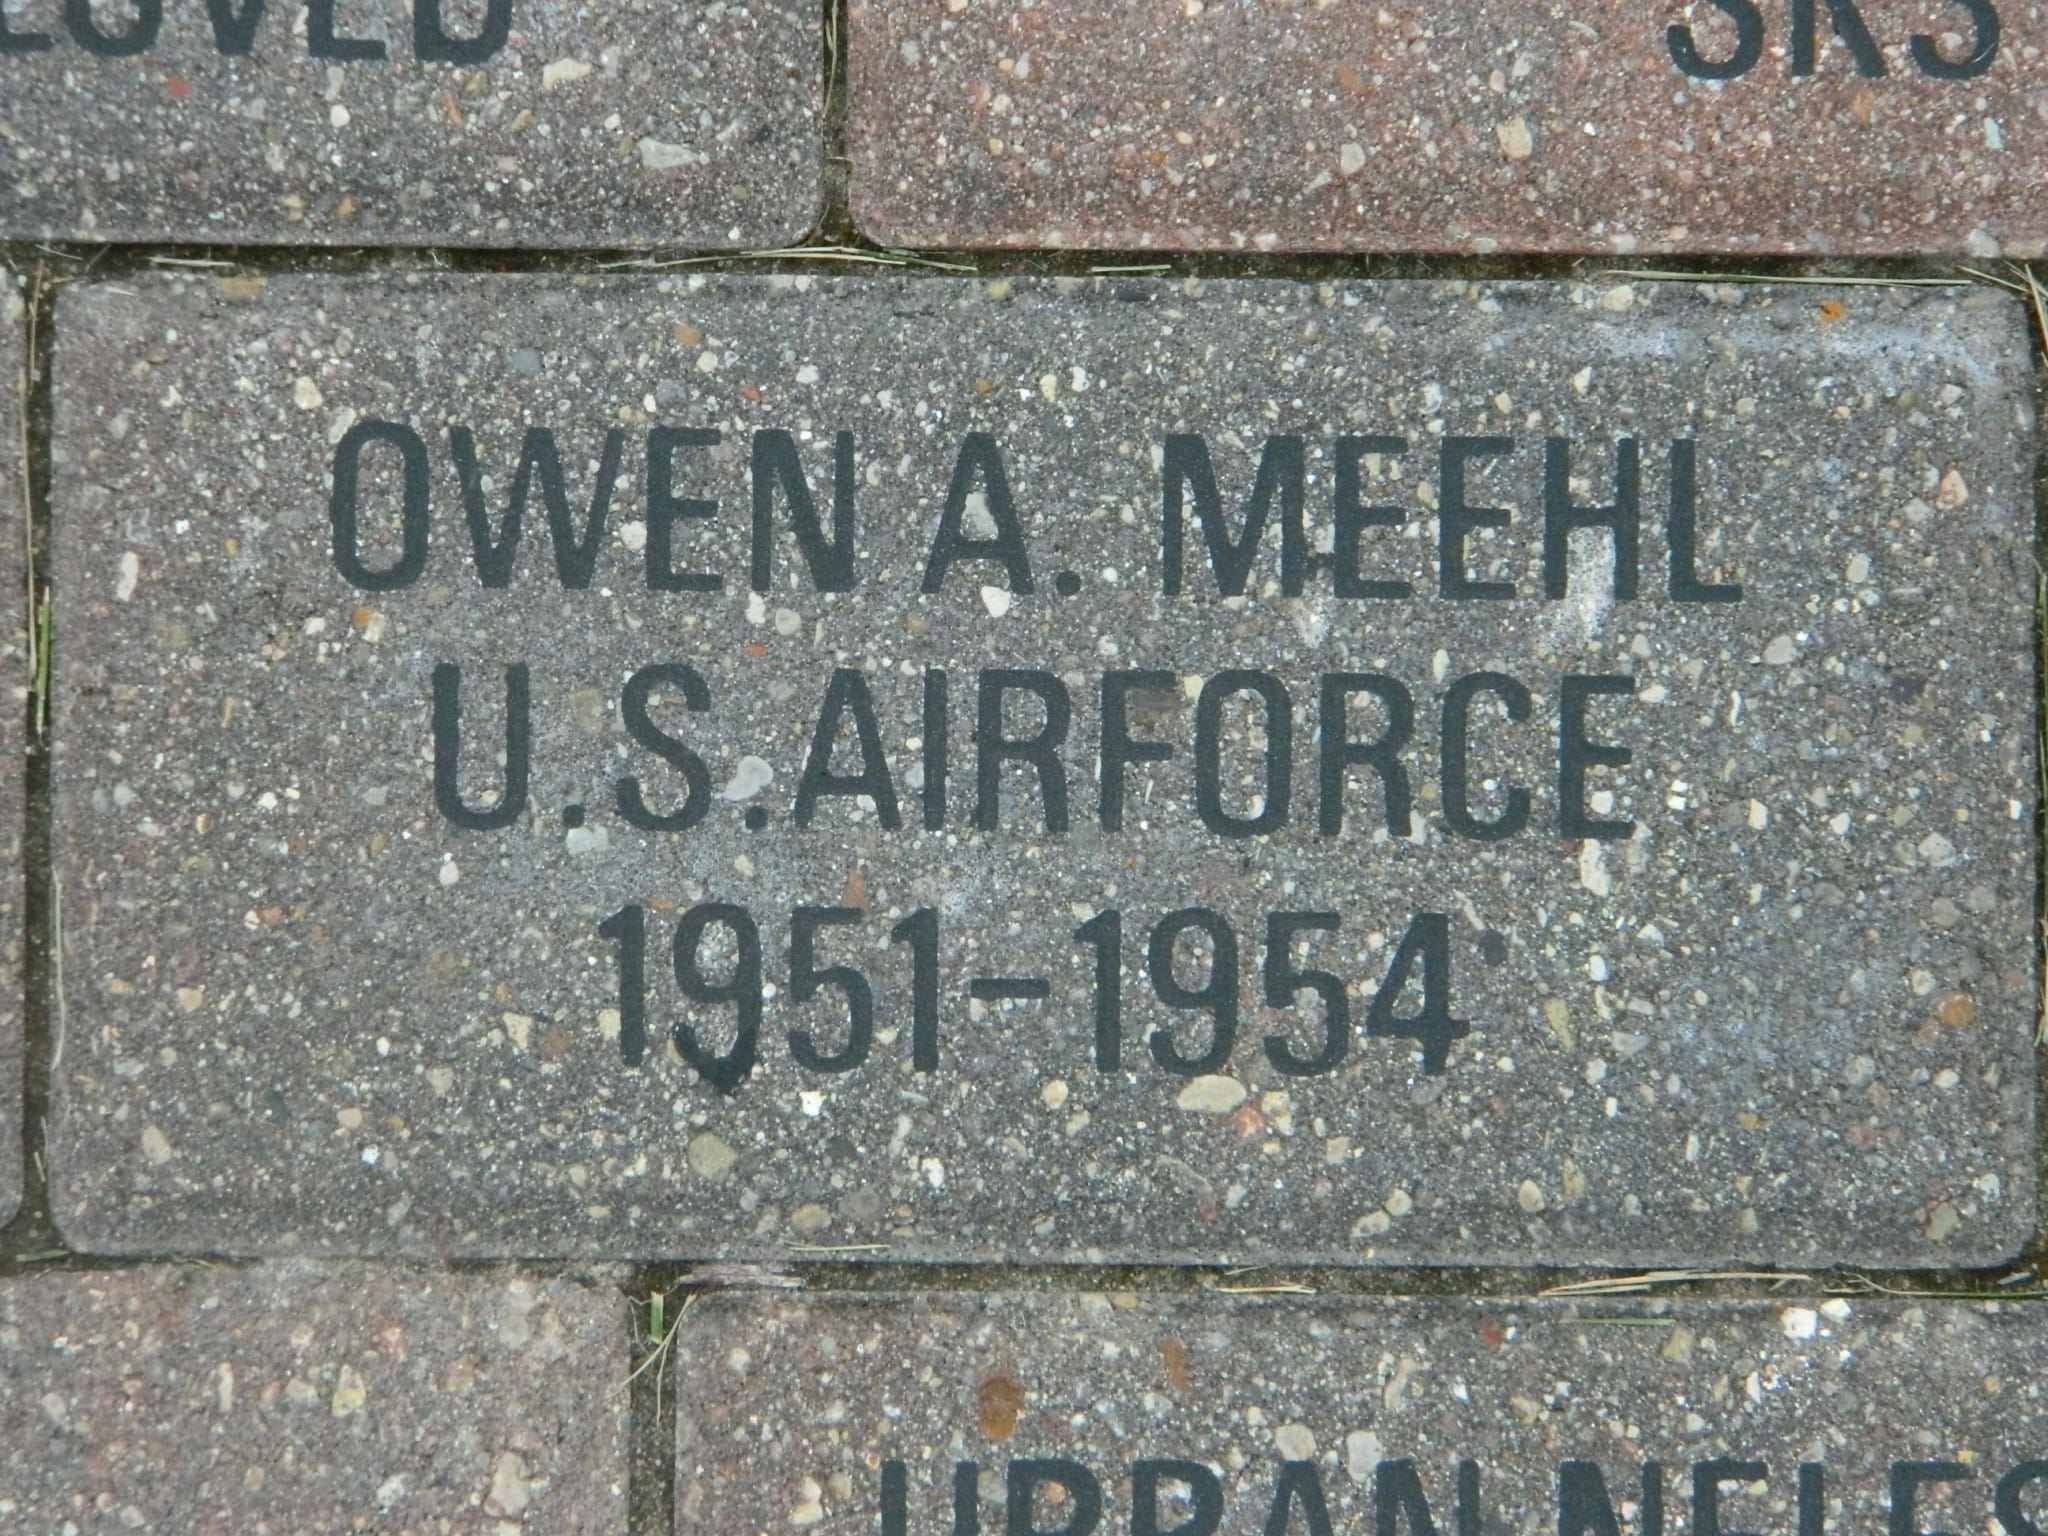 OWEN A. MEEHL
U.S. AIRFORCE
1951-1954